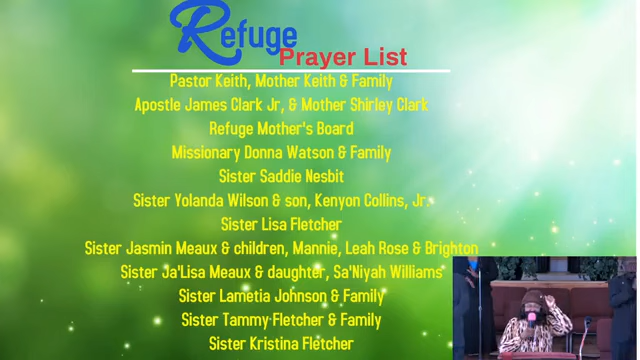 Refuge
Prayer List
Pastor Keith, Mother Keith & Family
Apostle James Clark Jr, & Mother Shirley Clark
Refuge Mother's Board
Missionary Donna Watson & Family
Sister Saddie Nesbit
Sister Yolanda Wilson & son, Kenyon Collins, Jr.
Sister Lisa Fletcher
Sister Jasmin Meaux & children, Mannie, Leah Rose & Brighton
Sister Ja'Lisa Meaux & daughter, Sa'Niyah Williams
Sister Lametia Johnson & Family
Sister Tammy Fletcher & Family
Sister Kristina Fletcher